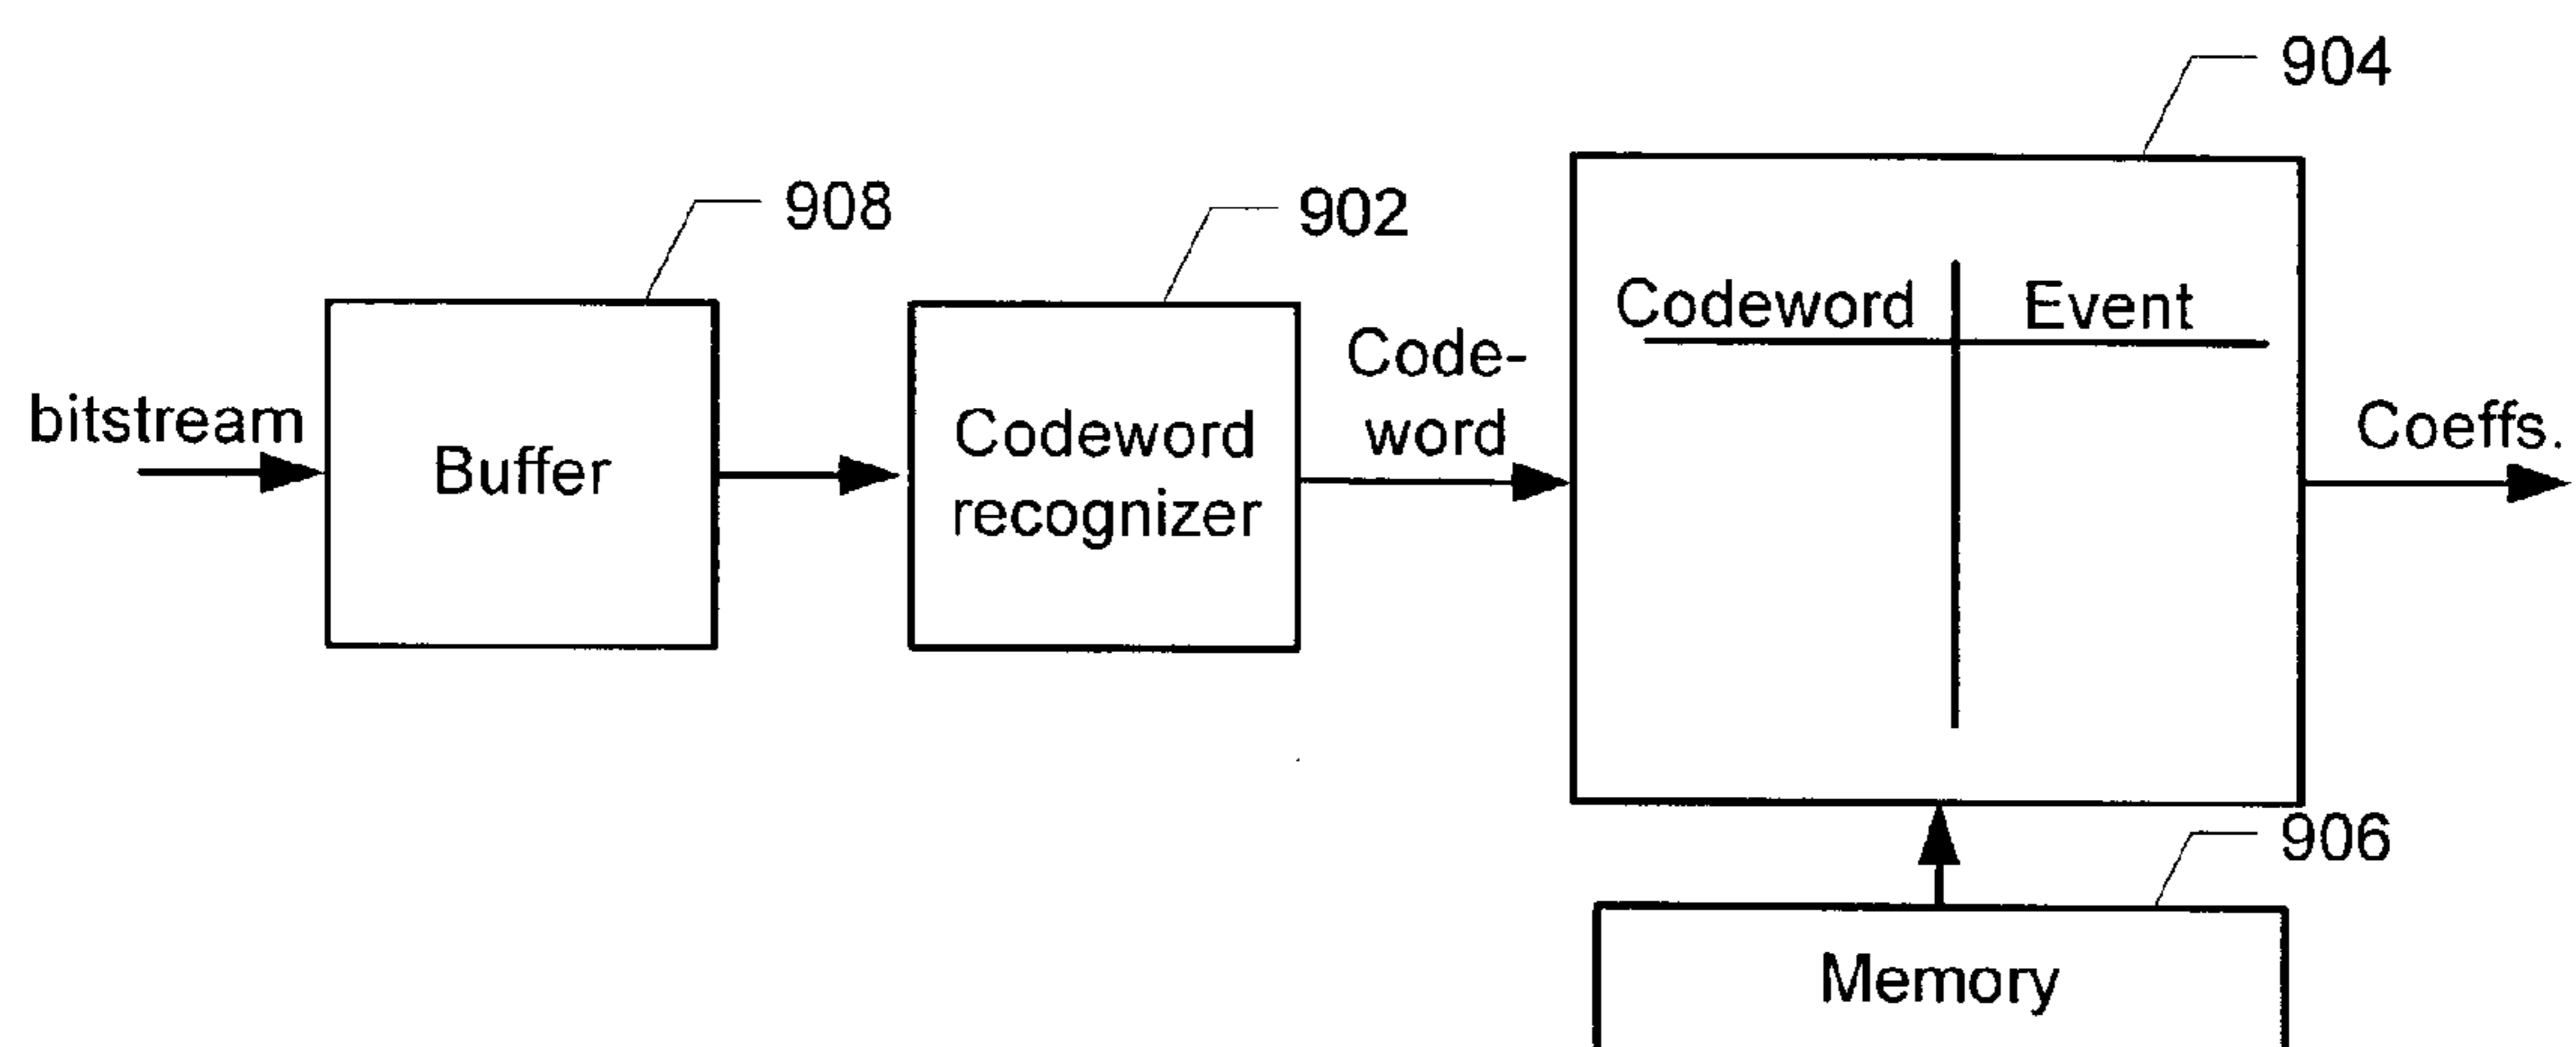 904
908
902
Codeword Event
Code-
word
bitstream
Buffer
Codeword
recognizer
Coeffs.
906
Memory